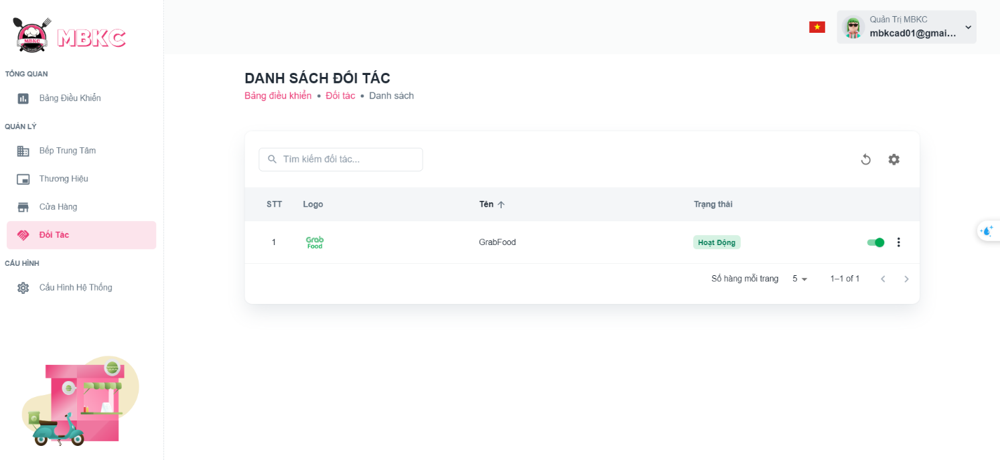 MBKC
MBKC
Quản Trị MBKC
mbkcad01@gmai...
TỔNG QUAN
Bảng Điều Khiển
QUẢN LÝ
Bếp Trung Tâm
Thương Hiệu
Cửa Hàng
Đối Tác
CẤU HÌNH
Cấu Hình Hệ Thống
DANH SÁCH ĐỐI TÁC
Bảng điều khiển • Đối tác • Danh sách
Tìm kiếm đối tác...
STT Logo Tên Trạng thái
1 Grab Food GrabFood Hoạt Động
Số hàng mỗi trang 5 1–1 of 1